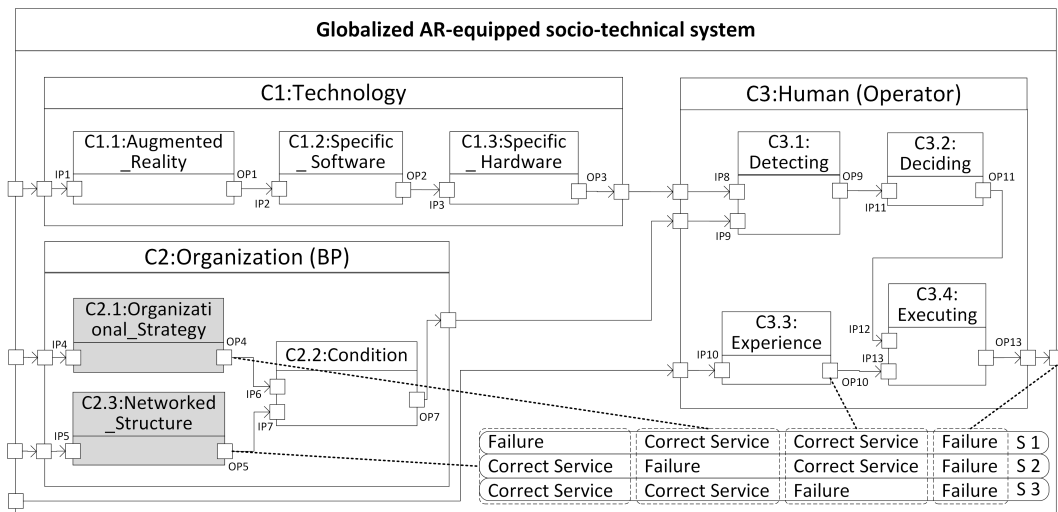 Globalized AR-equipped socio-technical system
C1:Technology
C1.1:Augmented
_Reality
IP1
OP1
C1.2:Specific
_Software
IP2
OP2
C1.3:Specific
_Hardware
IP3
OP3
C2:Organization (BP)
C2.1:Organizati
onal_Strategy
IP4
OP4
C2.2:Condition
IP6
IP7
OP7
C2.3:Networked
_Structure
IP5
OP5
C3:Human (Operator)
C3.1:
Detecting
IP8
IP9
OP9
C3.2:
Deciding
IP11
OP11
C3.3:
Experience
IP10
OP10
C3.4:
Executing
IP12
IP13
OP13
Failure Correct Service Correct Service Failure S 1
Correct Service Failure Correct Service Failure S 2
Correct Service Correct Service Failure Failure S 3